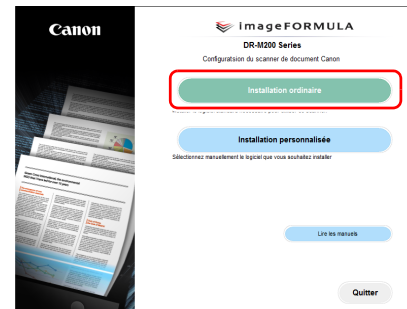 Canon
imageFORMULA
DR-M200 Series
Configuratsion du scanner de document Canon
Installation ordinaire
Installation personnalisée
Sélectionnez manuellement le logiciel que vous souhaitez installer
Lire les manuels
Quitter